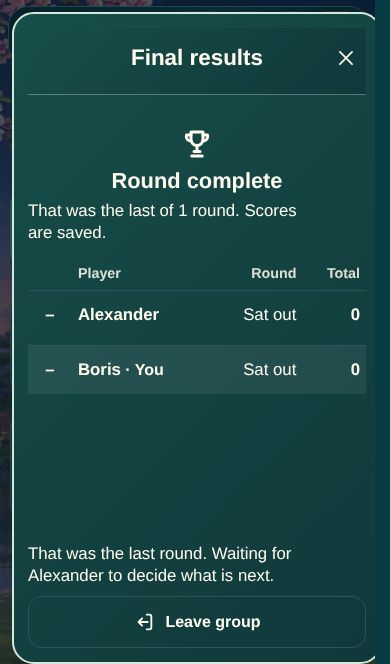 Final results
Round complete
That was the last of 1 round. Scores
are saved.
Player Round Total
– Alexander Sat out 0
– Boris · You Sat out 0
That was the last round. Waiting for
Alexander to decide what is next.
Leave group